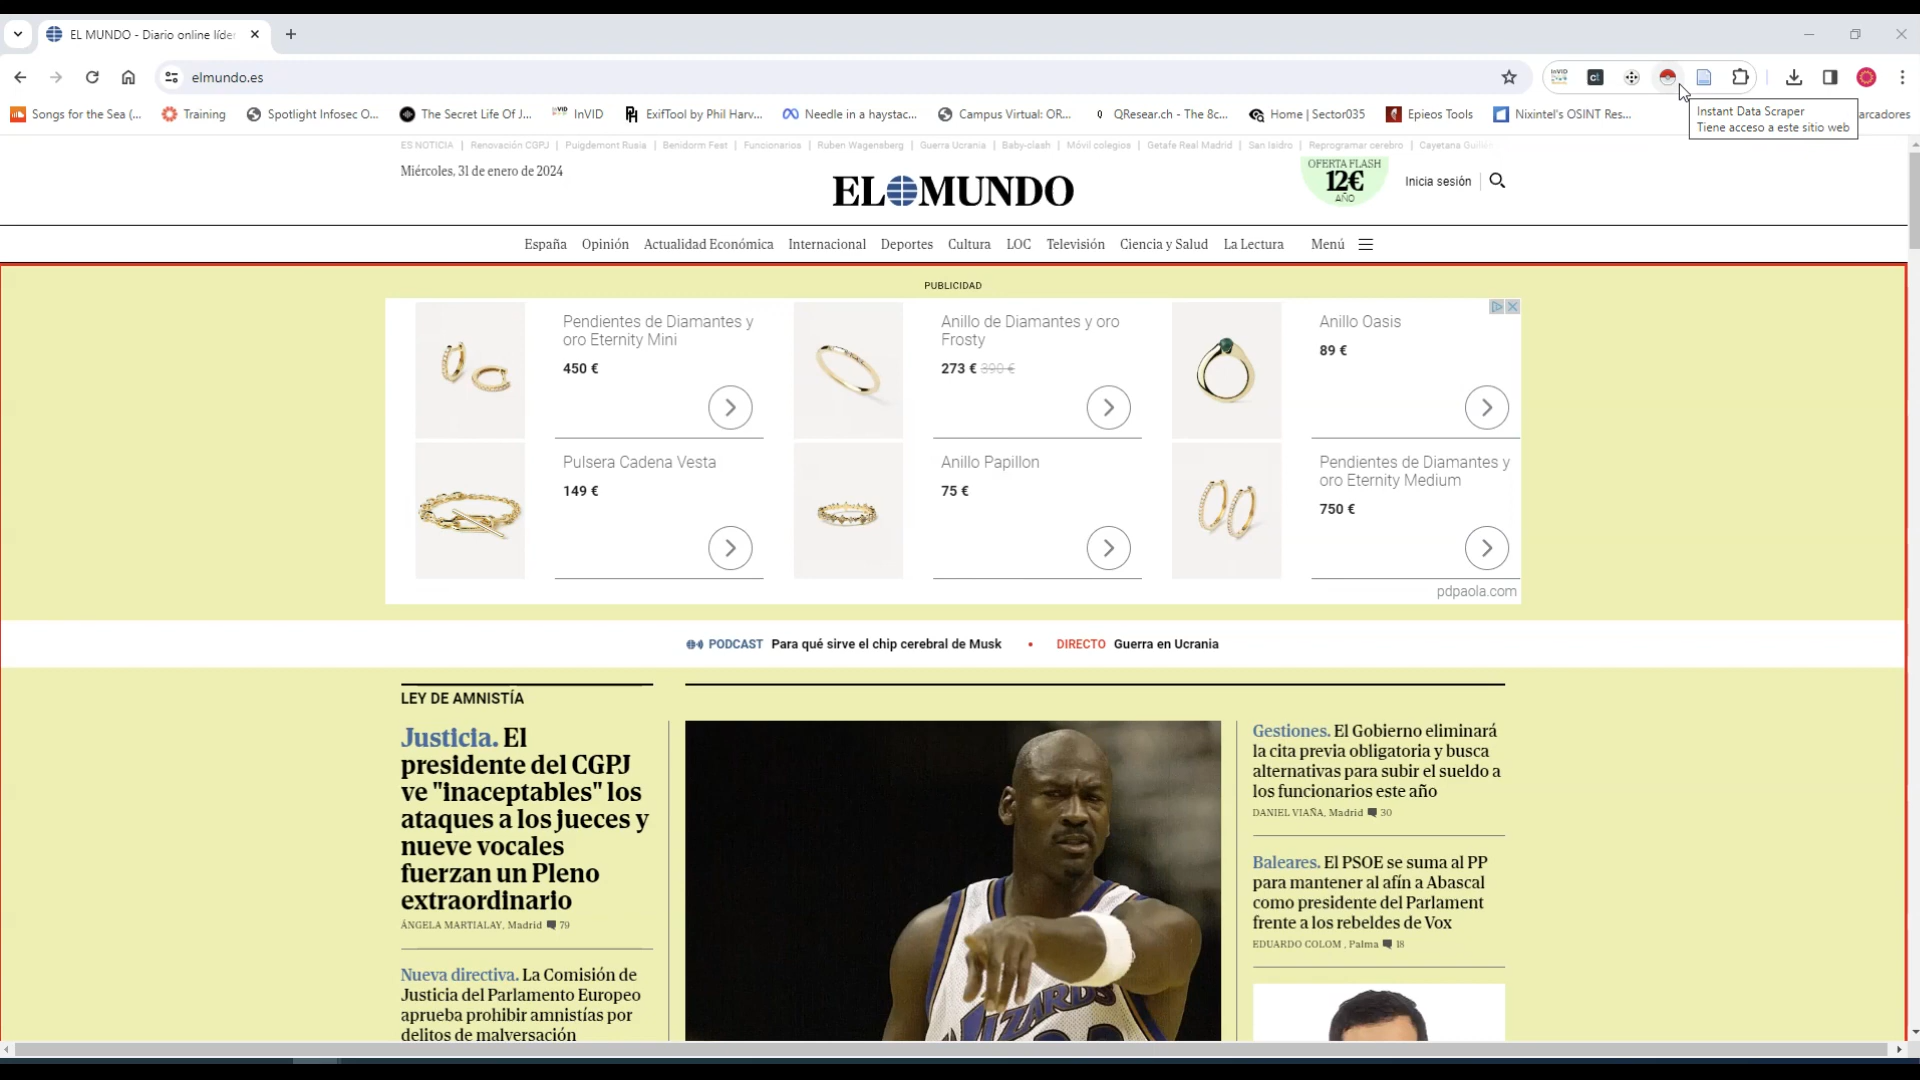 EL MUNDO - Diario online líder
elmundo.es
InVID
Songs for the Sea (...
Training
Spotlight Infosec O...
The Secret Life Of J...
InVID
ExifTool by Phil Harv...
Needle in a haystac...
Campus Virtual: OR...
QResear.ch - The 8c...
Home | Sector035
Epieos Tools
Nixintel's OSINT Res...
arcadores
Instant Data Scraper
Tiene acceso a este sitio web
ES NOTICIA | Renovación CGPJ | Puigdemont Rusia | Benidorm Fest | Funcionarios | Ruben Wagensberg | Guerra Ucrania | Baby-clash | Móvil colegios | Getafe Real Madrid | San Isidro | Reprogramar cerebro | Cayetana
Miércoles, 31 de enero de 2024
EL MUNDO
OFERTA FLASH
12€
AÑO
Inicia sesión
España Opinión Actualidad Económica Internacional Deportes Cultura LOC Televisión Ciencia y Salud La Lectura Menú
PUBLICIDAD
Pendientes de Diamantes y
oro Eternity Mini
450 €
Anillo de Diamantes y oro
Frosty
273 € 390 €
Anillo Oasis
89 €
Pulsera Cadena Vesta
149 €
Anillo Papillon
75 €
Pendientes de Diamantes y
oro Eternity Medium
750 €
pdpaola.com
PODCAST Para qué sirve el chip cerebral de Musk • DIRECTO Guerra en Ucrania
LEY DE AMNISTÍA
Justicia. El
presidente del CGPJ
ve "inaceptables" los
ataques a los jueces y
nueve vocales
fuerzan un Pleno
extraordinario
ÁNGELA MARTIALAY, Madrid 79
Nueva directiva. La Comisión de
Justicia del Parlamento Europeo
aprueba prohibir amnistías por
delitos de malversación
WIZARDS
Gestiones. El Gobierno eliminará
la cita previa obligatoria y busca
alternativas para subir el sueldo a
los funcionarios este año
DANIEL VIAÑA, Madrid 30
Baleares. El PSOE se suma al PP
para mantener al afín a Abascal
como presidente del Parlament
frente a los rebeldes de Vox
EDUARDO COLOM , Palma 18